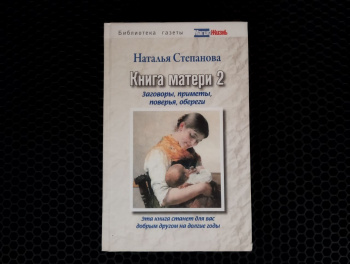 Библиотека газеты
Наталья Степанова
Книга матери 2
заговоры, приметы,
поверья, обереги
эта книга станет для вас
добрым другом на долгие годы